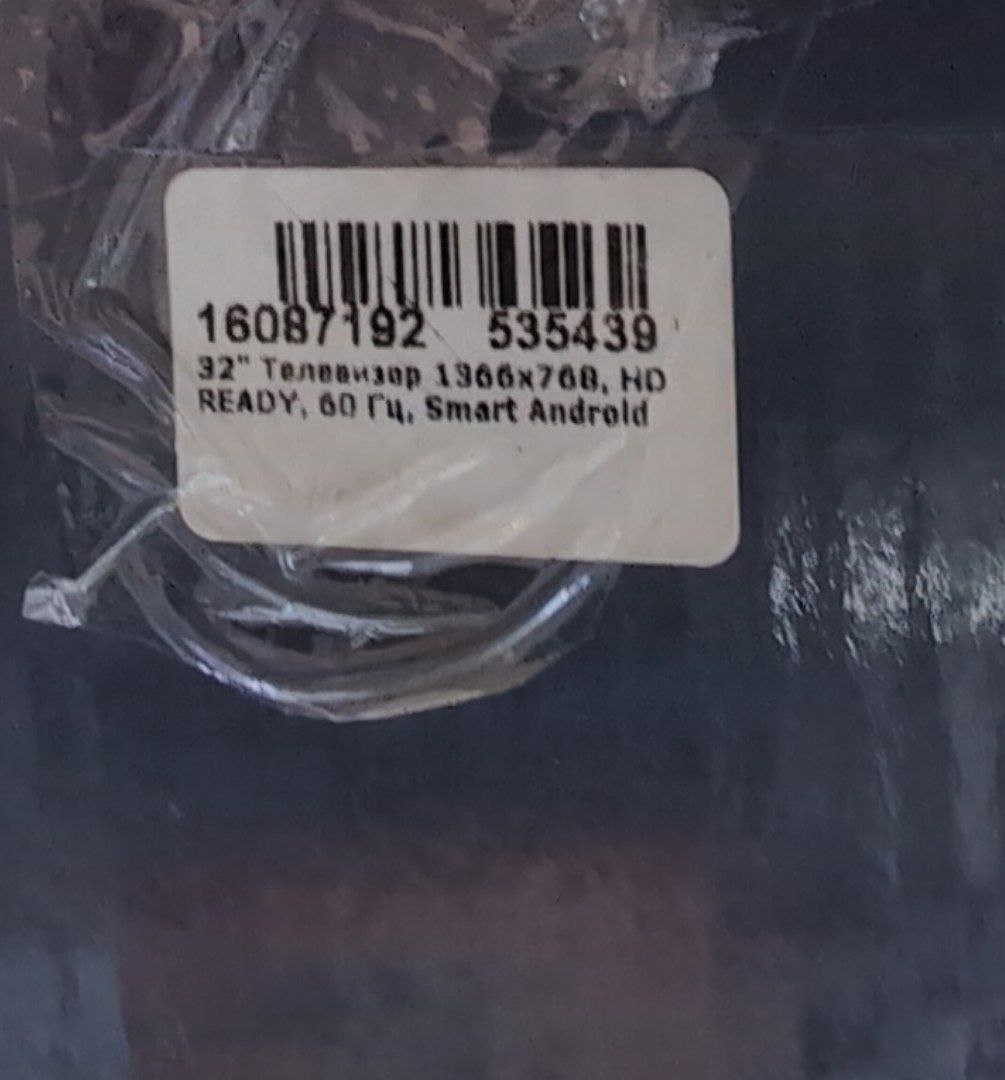 16087192 535439
32" Телевизор 1366x768, HD
READY, 60 Гц, Smart Android